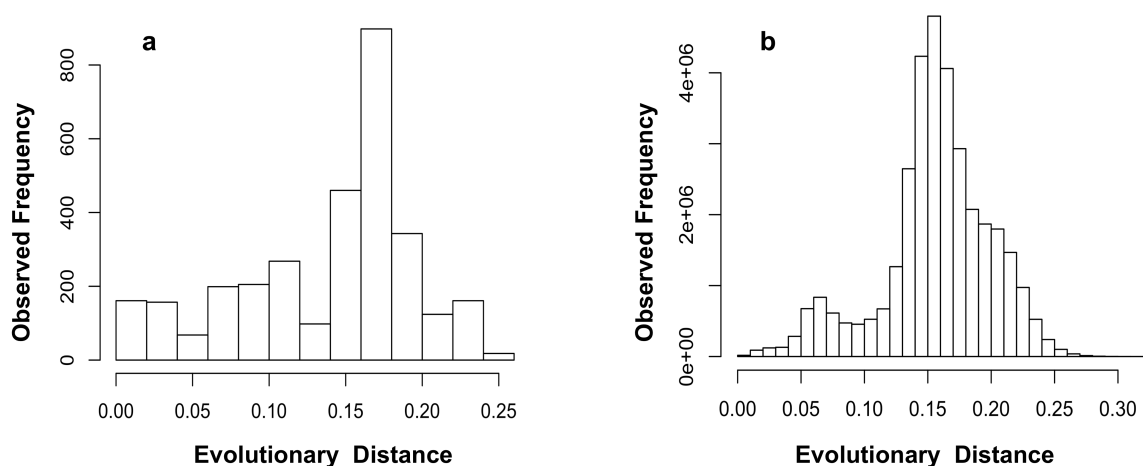 a
Observed Frequency
800
600
400
200
0
0.00 0.05 0.10 0.15 0.20 0.25
Evolutionary Distance
b
Observed Frequency
4e+06
2e+06
0e+00
0.00 0.05 0.10 0.15 0.20 0.25 0.30
Evolutionary Distance